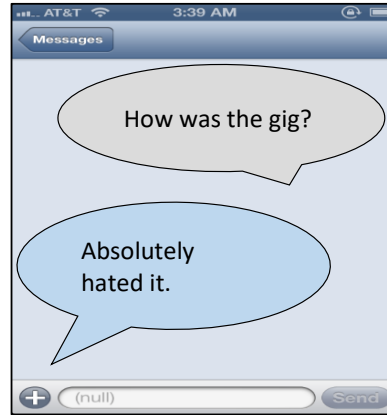 AT&T 3:39 AM
Messages
How was the gig?
Absolutely
hated it.
(null)
Send